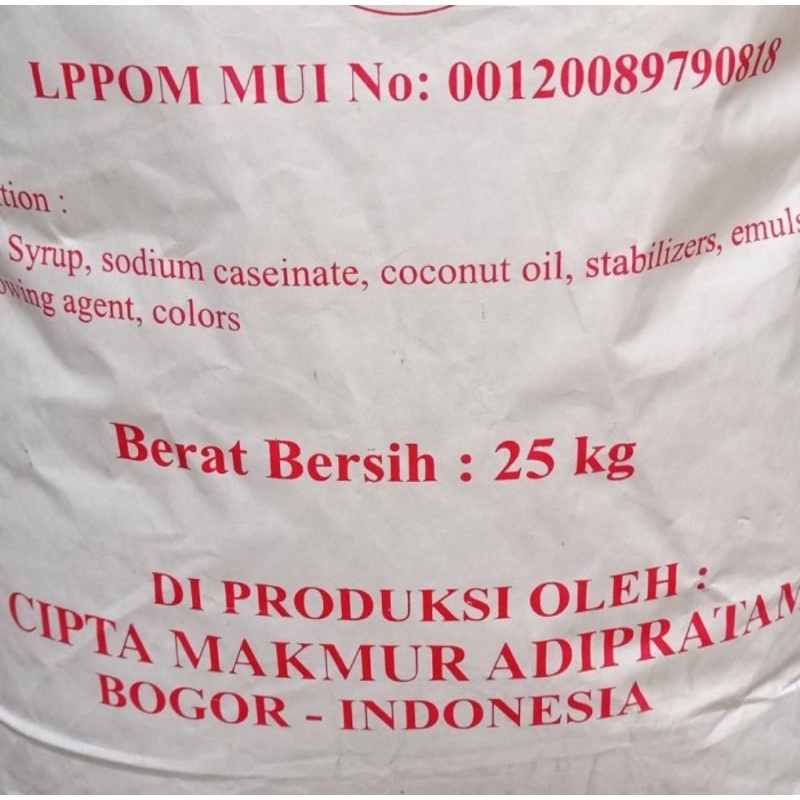 LPPOM MUI No: 00120089790818
tion :
Syrup, sodium caseinate, coconut oil, stabilizers, emuls
owing agent, colors
Berat Bersih : 25 kg
DI PRODUKSI OLEH :
CIPTA MAKMUR ADIPRATAM
BOGOR - INDONESIA